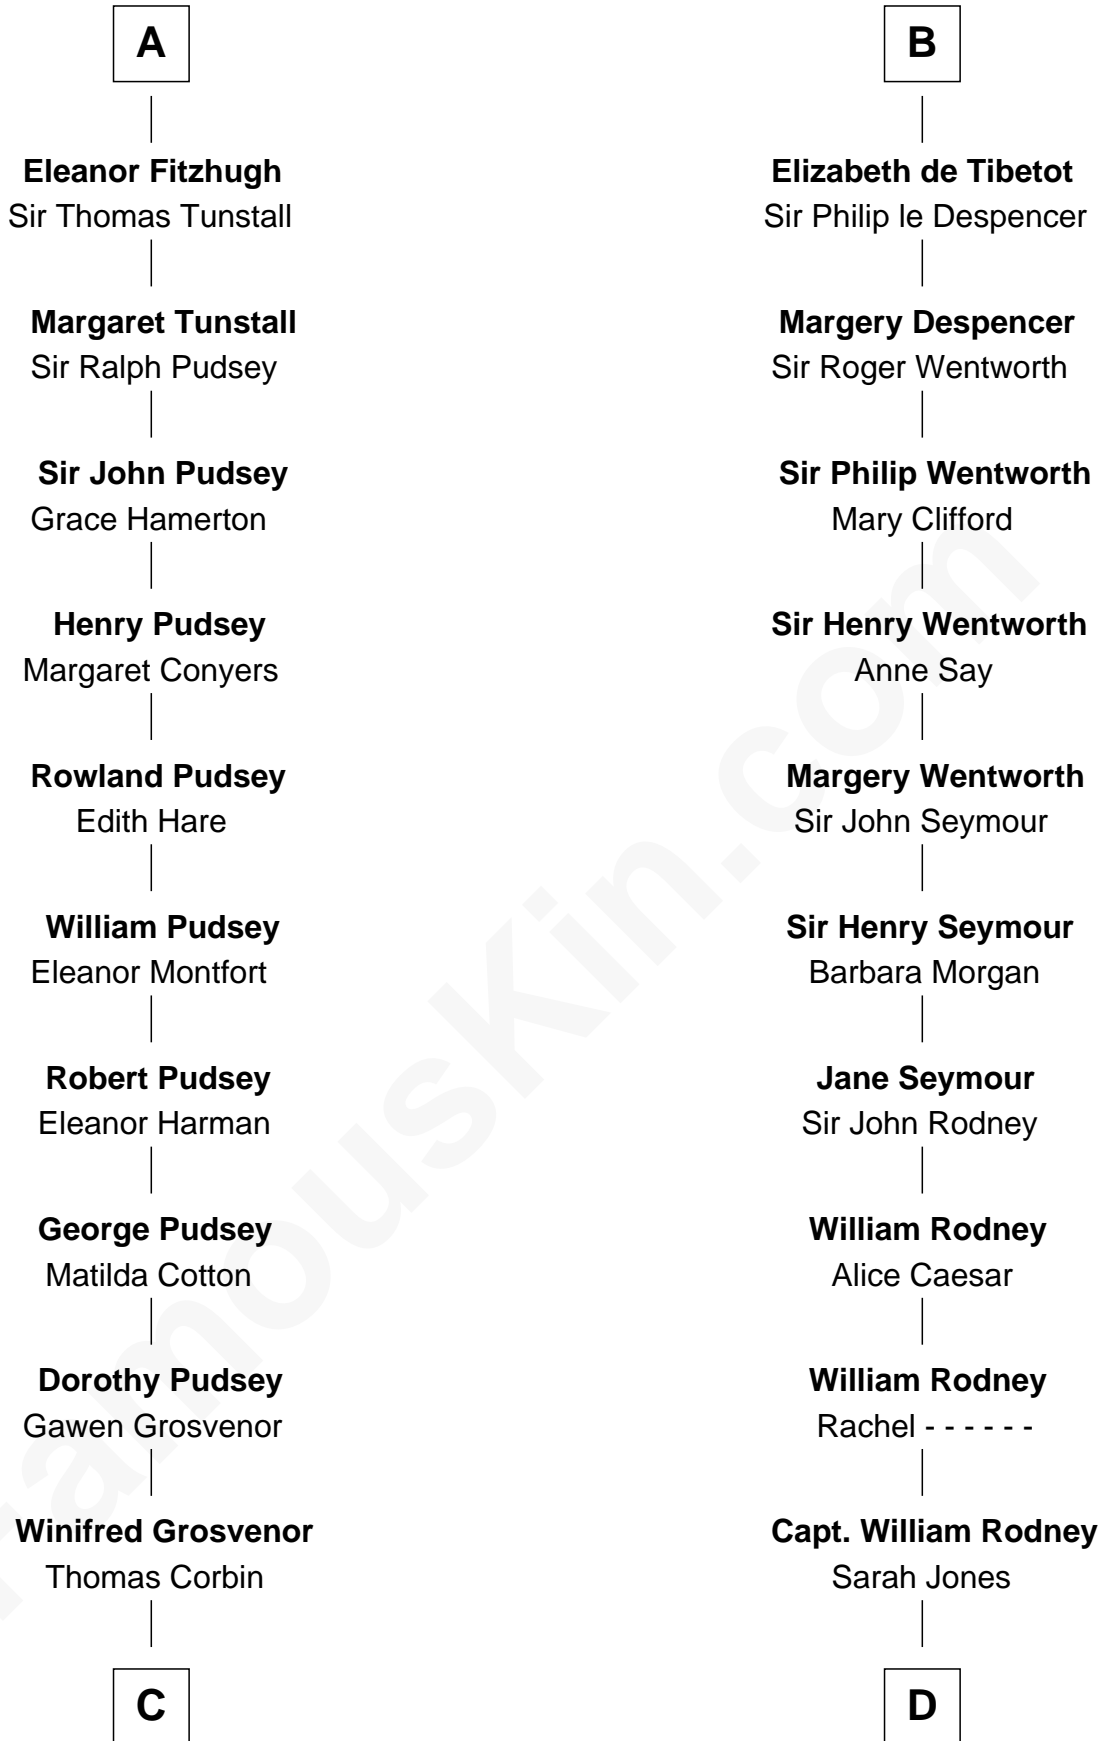 A
Eleanor Fitzhugh
Sir Thomas Tunstall
Margaret Tunstall
Sir Ralph Pudsey
Sir John Pudsey
Grace Hamerton
Henry Pudsey
Margaret Conyers
Rowland Pudsey
Edith Hare
William Pudsey
Eleanor Montfort
Robert Pudsey
Eleanor Harman
George Pudsey
Matilda Cotton
Dorothy Pudsey
Gawen Grosvenor
Winifred Grosvenor
Thomas Corbin
C
B
Elizabeth de Tibetot
Sir Philip le Despencer
Margery Despencer
Sir Roger Wentworth
Sir Philip Wentworth
Mary Clifford
Sir Henry Wentworth
Anne Say
Margery Wentworth
Sir John Seymour
Sir Henry Seymour
Barbara Morgan
Jane Seymour
Sir John Rodney
William Rodney
Alice Caesar
William Rodney
Rachel - - - - - -
Capt. William Rodney
Sarah Jones
D
FamousKin.com